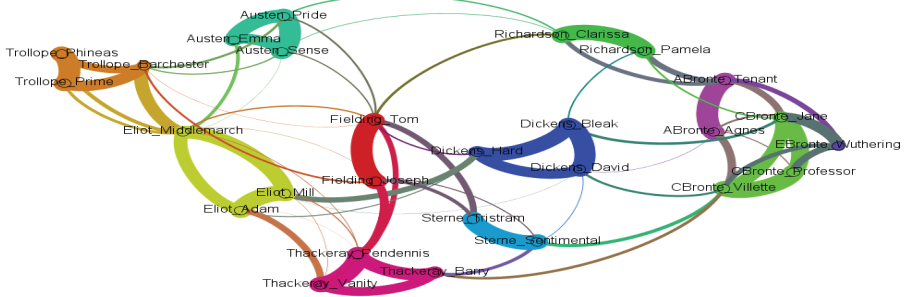 Austen_Pride
Austen_Emma
Austen_Sense
Richardson_Clarissa
Richardson_Pamela
Trollope_Phineas
Trollope_Barchester
Trollope_Prime
ABronte_Tenant
Eliot_Middlemarch
Fielding_Tom
Dickens_Bleak
CBronte_Jane
ABronte_Agnes
EBronte_Wuthering
Dickens_Hard
Dickens_David
CBronte_Professor
Fielding_Joseph
CBronte_Villette
Eliot_Mill
Eliot_Adam
Sterne_Tristram
Sterne_Sentimental
Thackeray_Pendennis
Thackeray_Barry
Thackeray_Vanity